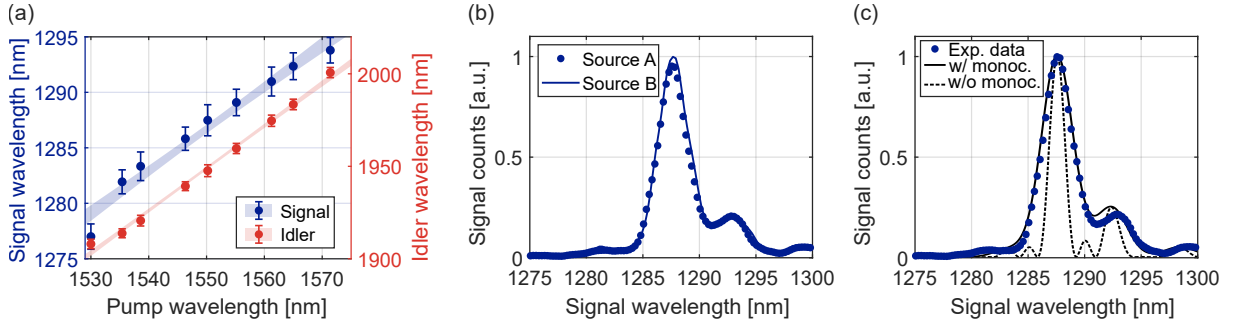 (a)
1295
1290
1285
1280
1275
Signal wavelength [nm]
2000
1950
1900
Idler wavelength [nm]
Signal
Idler
1530 1540 1550 1560 1570
Pump wavelength [nm]
(b)
1
0.5
0
Signal counts [a.u.]
Source A
Source B
1275 1280 1285 1290 1295 1300
Signal wavelength [nm]
(c)
1
0.5
0
Signal counts [a.u.]
Exp. data
w/ monoc.
w/o monoc.
1275 1280 1285 1290 1295 1300
Signal wavelength [nm]